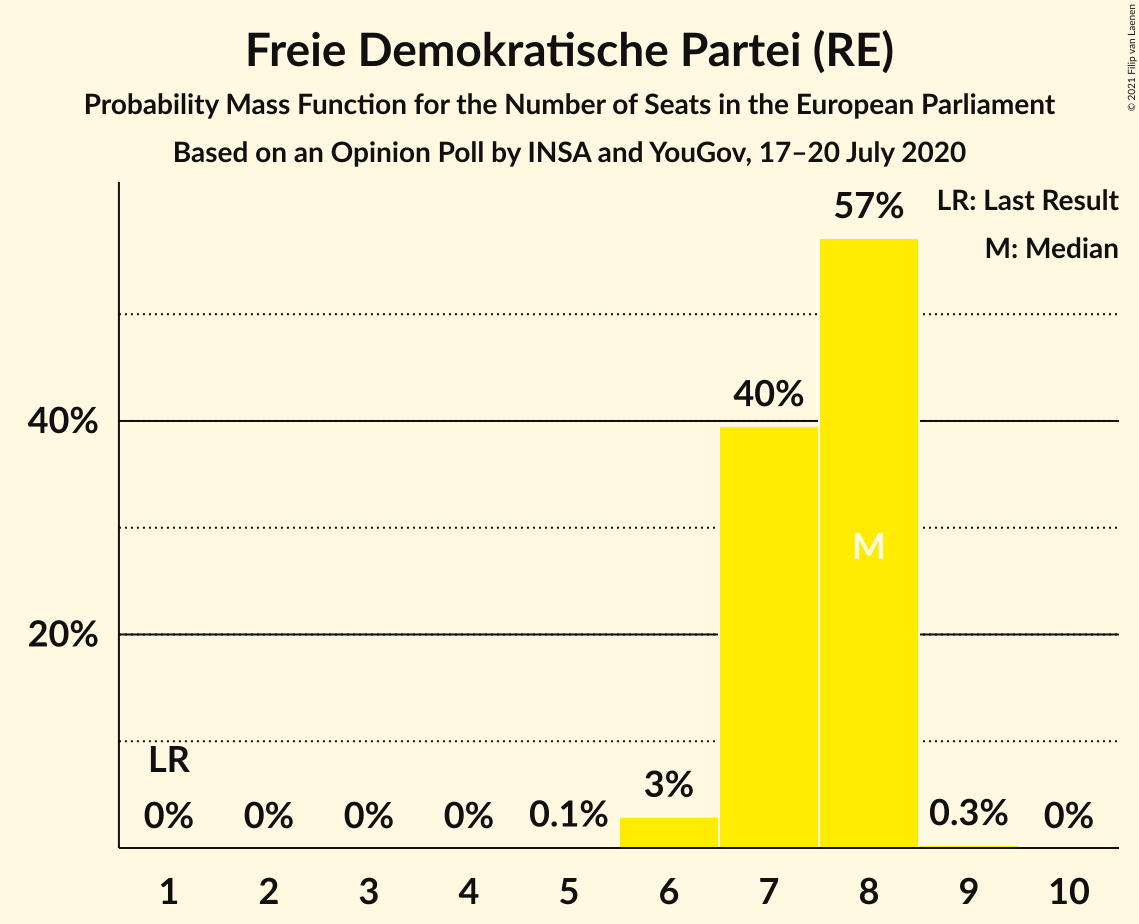 Freie Demokratische Partei (RE)
Probability Mass Function for the Number of Seats in the European Parliament
Based on an Opinion Poll by INSA and YouGov, 17–20 July 2020
© 2021 Filip van Laenen
LR: Last Result
M: Median
57%
40%
40%
M
20%
LR
0%
0%
0%
0%
0.1%
3%
0.3%
0%
1 2 3 4 5 6 7 8 9 10